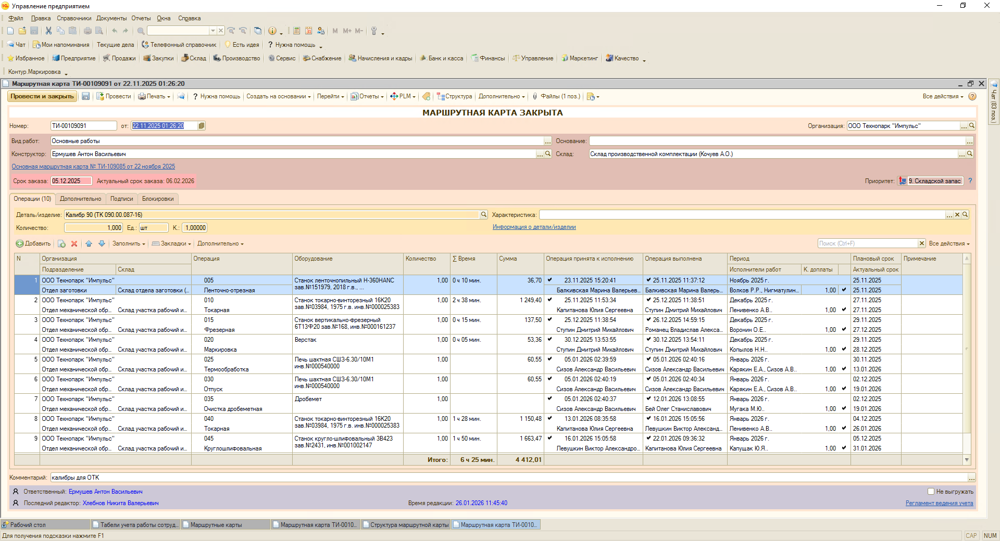 Управление предприятием
Файл Правка Справочники Документы Отчеты Окна Справка
M M+ M-
Чат Мои напоминания Текущие дела Телефонный справочник Есть идея ? Нужна помощь
Избранное Предприятие Продажи Закупки Склад Производство Сервис Снабжение Начисления и кадры Банк и касса Финансы Управление Маркетинг Качество
Контур.Маркировка
Маршрутная карта ТИ-00109091 от 22.11.2025 01:26:20
Провести и закрыть Провести Печать ? Нужна помощь Создать на основании Перейти Отчеты PLM Структура Дополнительно Файлы (1 поз.) Все действия
Чат (83 поз.)
МАРШРУТНАЯ КАРТА ЗАКРЫТА
Номер: ТИ-00109091 от: 22.11.2025 01:26:20 Организация: ООО Технопарк "Импульс"
Вид работ: Основные работы Основание:
Конструктор: Ермушев Антон Васильевич Склад: Склад производственной комплектации (Кочуев А.О.)
Основная маршрутная карта № ТИ-109085 от 22 ноября 2025
Срок заказа: 05.12.2025 Актуальный срок заказа: 06.02.2026 Приоритет: 9. Складской запас ?
Операции (10) Дополнительно Подписи Блокировки
Деталь/изделие: Калибр 90 (ТК 090.00.087-16) Характеристика:
Количество: 1,000 Ед.: шт К.: 1,00000 Информация о детали/изделии
Добавить Заполнить Закладки Дополнительно Поиск (Ctrl+F) Все действия
N Организация Операция Оборудование Количество ∑ Время Сумма Операция принята к исполнению Операция выполнена Период Плановый срок Примечание
Подразделение Склад Исполнители работ К. доплаты Актуальный срок
1 ООО Технопарк "Импульс" 005 Станок ленточнопильный H-360HANC 1,00 0 ч 10 мин. 36,70 23.11.2025 15:20:41 25.11.2025 11:37:12 Ноябрь 2025 г. 25.11.2025
Отдел заготовки Склад отдела заготовки (... Ленточно-отрезная зав.№151979, 2018 г.в., ... Балкивская Марина Валерьев... Балкивская Марина Валерь... Волков Р.Р., Нигматулин... 1,00 25.11.2025
2 ООО Технопарк "Импульс" 010 Станок токарно-винторезный 16К20 1,00 2 ч 38 мин. 1 249,40 25.11.2025 11:53:34 25.12.2025 11:38:51 Декабрь 2025 г. 27.11.2025
Отдел механической обр... Склад участка рабочий и... Токарная зав.№03984, 1975 г.в. инв.№000025383 Капитанова Юлия Сергеевна Ступин Дмитрий Михайлович Ленивенко А.В.. 1,00 27.11.2025
3 ООО Технопарк "Импульс" 015 Станок вертикально-фрезерный 1,00 0 ч 15 мин. 137,50 25.12.2025 11:38:54 26.12.2025 14:59:15 Декабрь 2025 г. 29.11.2025
Отдел механической обр... Склад участка рабочий и... Фрезерная 6Т13Ф20 зав.№168, инв.№000161237 Ступин Дмитрий Михайлович Романец Владислав Алекса... Воронин О.Е.. 1,00 27.12.2025
4 ООО Технопарк "Импульс" 020 Верстак 1,00 0 ч 05 мин. 53,36 30.12.2025 13:53:55 30.12.2025 13:54:11 Декабрь 2025 г. 29.11.2025
Отдел механической обр... Склад участка рабочий и... Маркировка Ступин Дмитрий Михайлович Ступин Дмитрий Михайлович Копылов Н.Н.. 1,00 28.12.2025
5 ООО Технопарк "Импульс" 025 Печь шахтная СШЗ-6.30/10М1 1,00 60,55 05.01.2026 02:39:59 05.01.2026 02:40:16 Январь 2026 г. 30.11.2025
Отдел механической обр... Склад участка рабочий и... Термообработка инв.№000540000 Сизов Александр Васильевич Сизов Александр Васильевич Карякин Е.А., Сизов А.В.. 1,00 13.01.2026
6 ООО Технопарк "Импульс" 030 Печь шахтная СШЗ-6.30/10М1 1,00 60,55 05.01.2026 02:40:19 05.01.2026 02:40:34 Январь 2026 г. 02.12.2025
Отдел механической обр... Склад участка рабочий и... Отпуск инв.№000540000 Сизов Александр Васильевич Сизов Александр Васильевич Карякин Е.А., Сизов А.В.. 1,00 19.01.2026
7 ООО Технопарк "Импульс" 035 Дробемет 1,00 05.01.2026 02:40:37 12.01.2026 13:08:55 Январь 2026 г. 02.12.2025
Отдел механической обр... Склад участка рабочий и... Очистка дробеметная Сизов Александр Васильевич Бей Олег Станиславович Мугака М.Ю.. 1,00 19.01.2026
8 ООО Технопарк "Импульс" 040 Станок токарно-винторезный 16К20 1,00 1 ч 28 мин. 1 150,48 13.01.2026 08:35:58 16.01.2026 15:05:56 Январь 2026 г. 04.12.2025
Отдел механической обр... Склад участка рабочий и... Токарная зав.№03984, 1975 г.в. инв.№000025383 Капитанова Юлия Сергеевна Левушкин Виктор Александ... Ленивенко А.В.. 1,00 26.01.2026
9 ООО Технопарк "Импульс" 045 Станок кругло-шлифовальный 3В423 1,00 1 ч 50 мин. 1 663,47 16.01.2026 15:05:58 22.01.2026 09:36:32 Январь 2026 г. 05.12.2025
Отдел механической обр... Склад участка рабочий и... Круглошлифовальная зав.№2431, инв.№001002147 Левушкин Виктор Александро... Капитанова Юлия Сергеевна Капущак Ю.Я.. 1,00 31.01.2026
Итого: 6 ч 25 мин. 4 412,01
Комментарий: калибры для ОТК
Ответственный: Ермушев Антон Васильевич Не выгружать
Последний редактор: Хлебнов Никита Валерьевич Время редакции: 26.01.2026 11:45:40 Регламент ведения учета
Рабочий стол Табели учета работы сотруд... Маршрутные карты Маршрутная карта ТИ-0010... Структура маршрутной карты Маршрутная карта ТИ-0010...
Для получения подсказки нажмите F1 CAP NUM